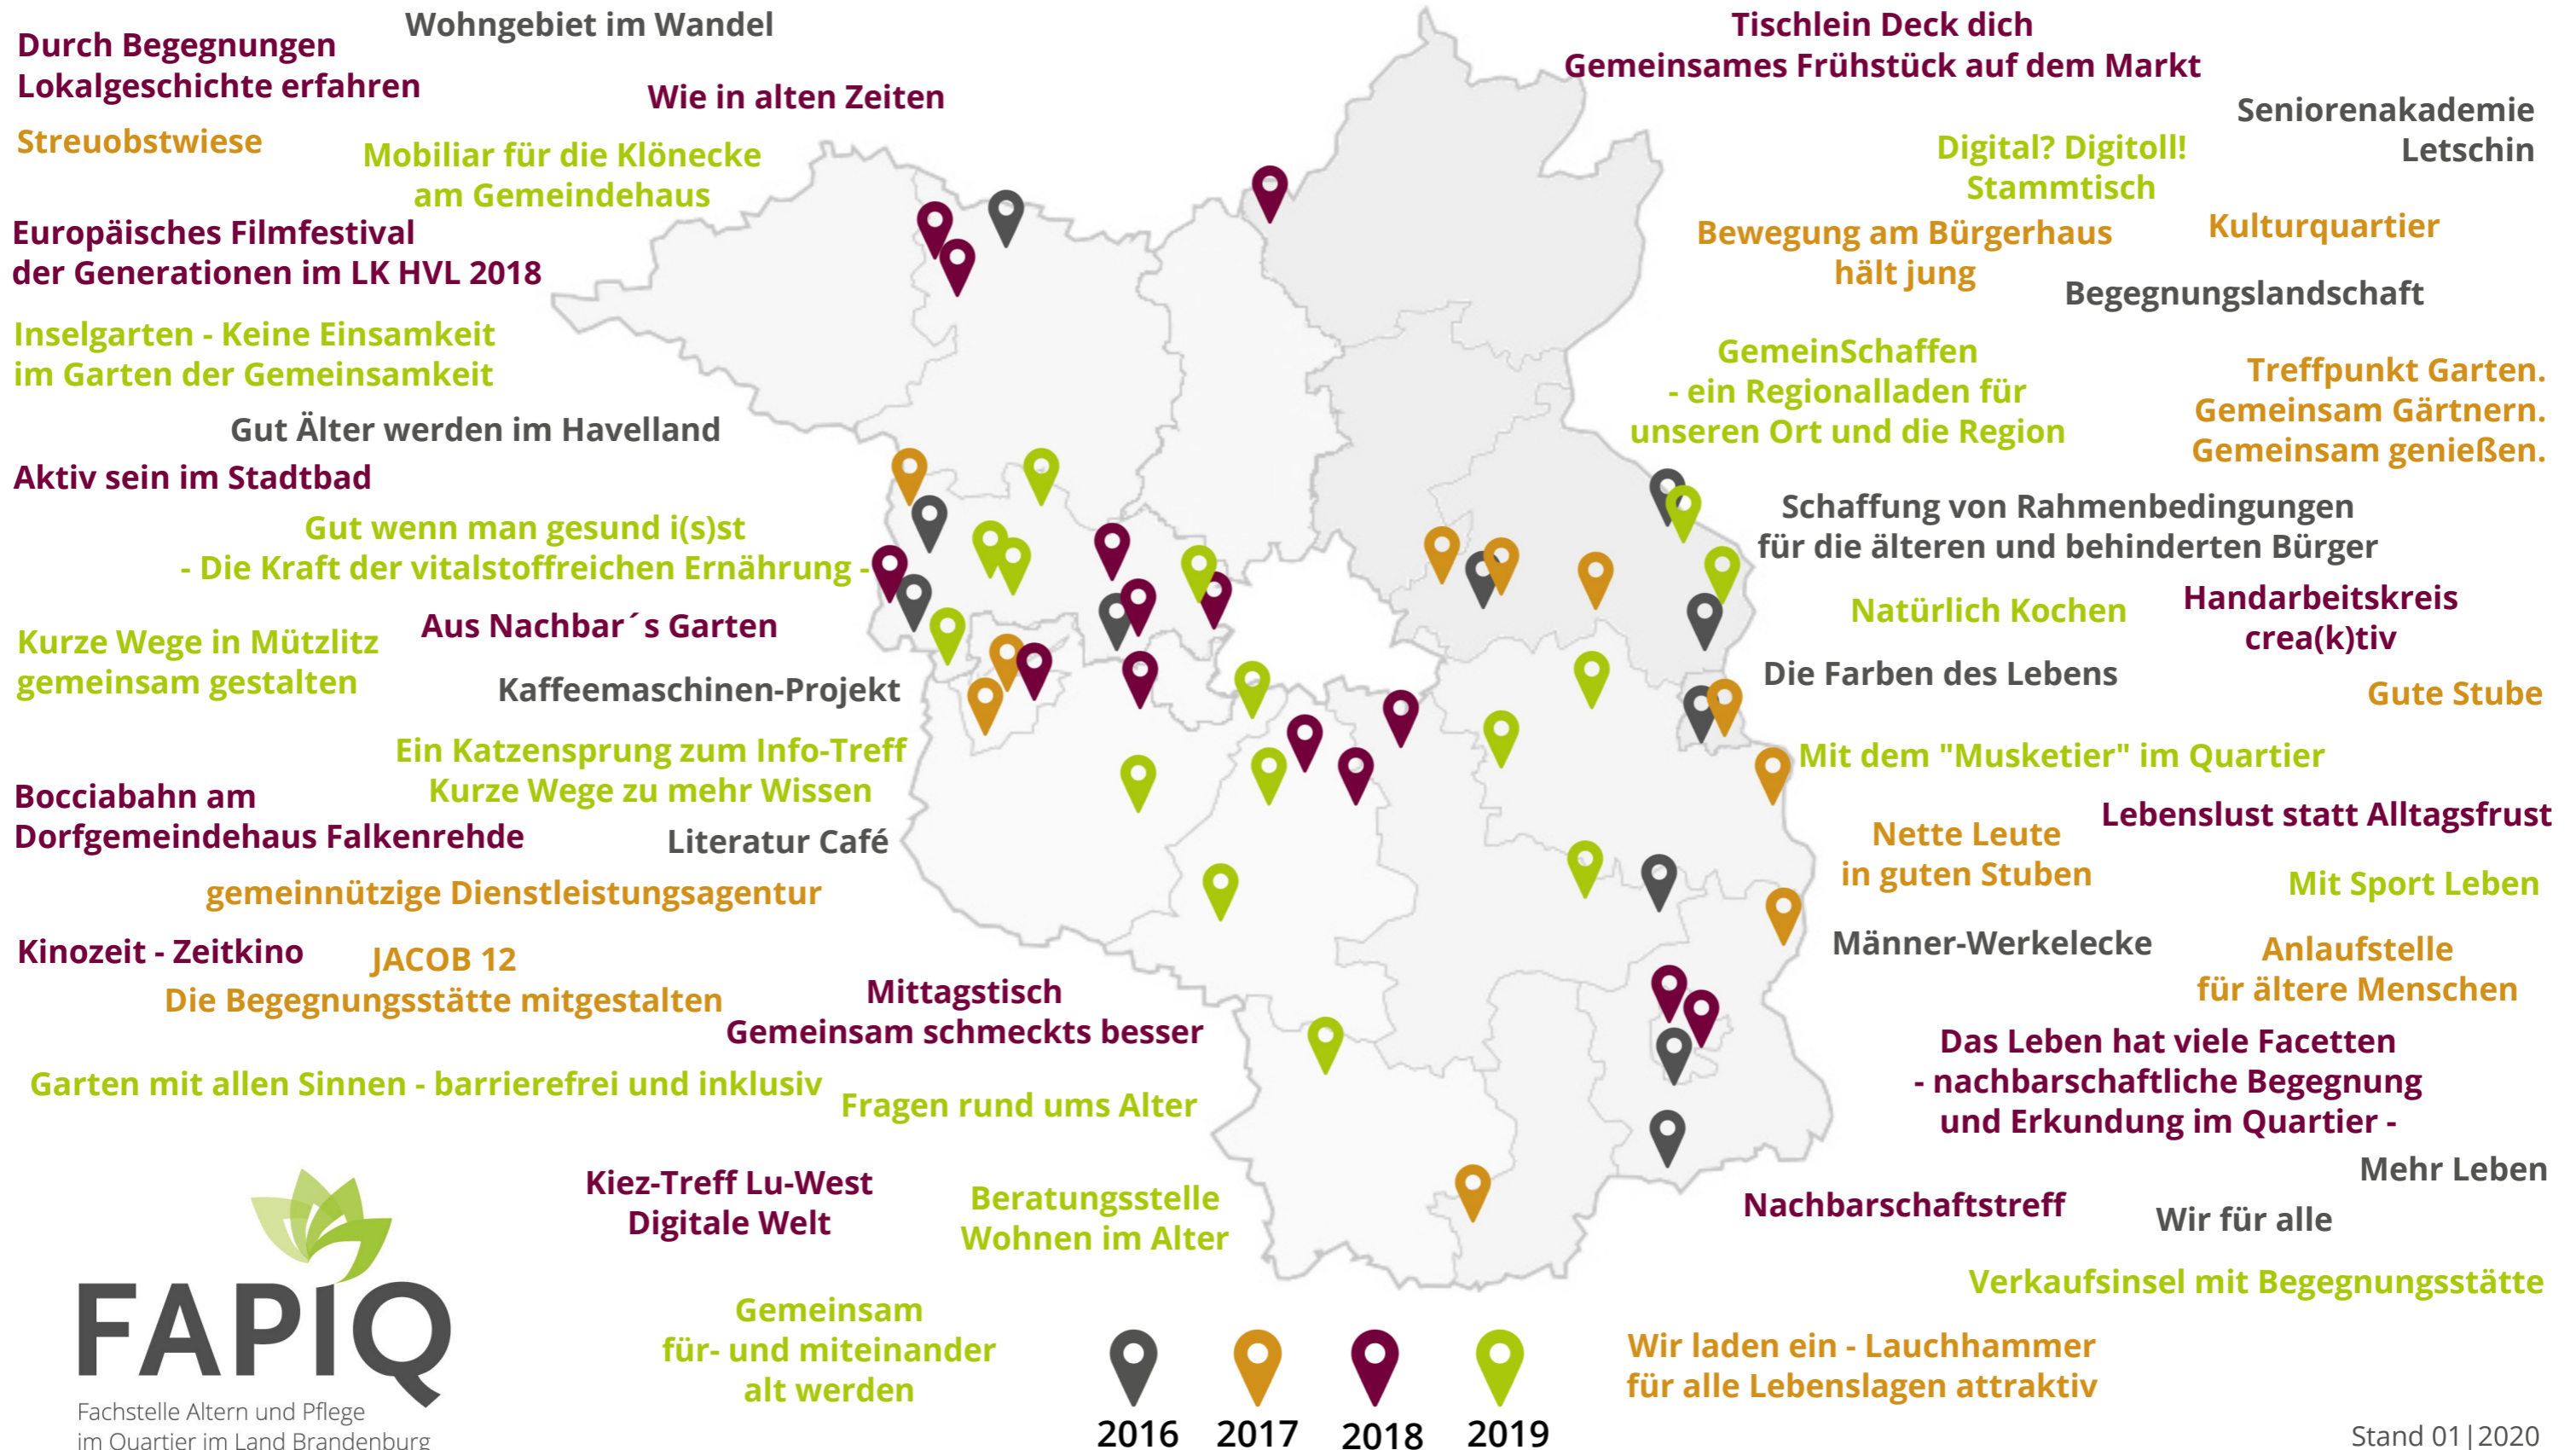 Wohngebiet im Wandel
Durch Begegnungen
Lokalgeschichte erfahren
Wie in alten Zeiten
Streuobstwiese
Mobiliar für die Klönecke
am Gemeindehaus
Europäisches Filmfestival
der Generationen im LK HVL 2018
Inselgarten - Keine Einsamkeit
im Garten der Gemeinsamkeit
Gut Älter werden im Havelland
Aktiv sein im Stadtbad
Gut wenn man gesund i(s)st
- Die Kraft der vitalstoffreichen Ernährung -
Aus Nachbar´s Garten
Kurze Wege in Mützlitz
gemeinsam gestalten
Kaffeemaschinen-Projekt
Ein Katzensprung zum Info-Treff
Kurze Wege zu mehr Wissen
Bocciabahn am
Dorfgemeindehaus Falkenrehde
Literatur Café
gemeinnützige Dienstleistungsagentur
Kinozeit - Zeitkino
JACOB 12
Die Begegnungsstätte mitgestalten
Mittagstisch
Gemeinsam schmeckts besser
Garten mit allen Sinnen - barrierefrei und inklusiv
Fragen rund ums Alter
Kiez-Treff Lu-West
Digitale Welt
Beratungsstelle
Wohnen im Alter
Gemeinsam
für- und miteinander
alt werden
Tischlein Deck dich
Gemeinsames Frühstück auf dem Markt
Seniorenakademie
Letschin
Digital? Digitoll!
Stammtisch
Bewegung am Bürgerhaus
hält jung
Kulturquartier
Begegnungslandschaft
GemeinSchaffen
- ein Regionalladen für
unseren Ort und die Region
Treffpunkt Garten.
Gemeinsam Gärtnern.
Gemeinsam genießen.
Schaffung von Rahmenbedingungen
für die älteren und behinderten Bürger
Natürlich Kochen
Handarbeitskreis
crea(k)tiv
Die Farben des Lebens
Gute Stube
Mit dem "Musketier" im Quartier
Lebenslust statt Alltagsfrust
Nette Leute
in guten Stuben
Mit Sport Leben
Männer-Werkelecke
Anlaufstelle
für ältere Menschen
Das Leben hat viele Facetten
- nachbarschaftliche Begegnung
und Erkundung im Quartier -
Mehr Leben
Nachbarschaftstreff
Wir für alle
Verkaufsinsel mit Begegnungsstätte
Wir laden ein - Lauchhammer
für alle Lebenslagen attraktiv
FAPIQ
Fachstelle Altern und Pflege
im Quartier im Land Brandenburg
2016 2017 2018 2019
Stand 01|2020